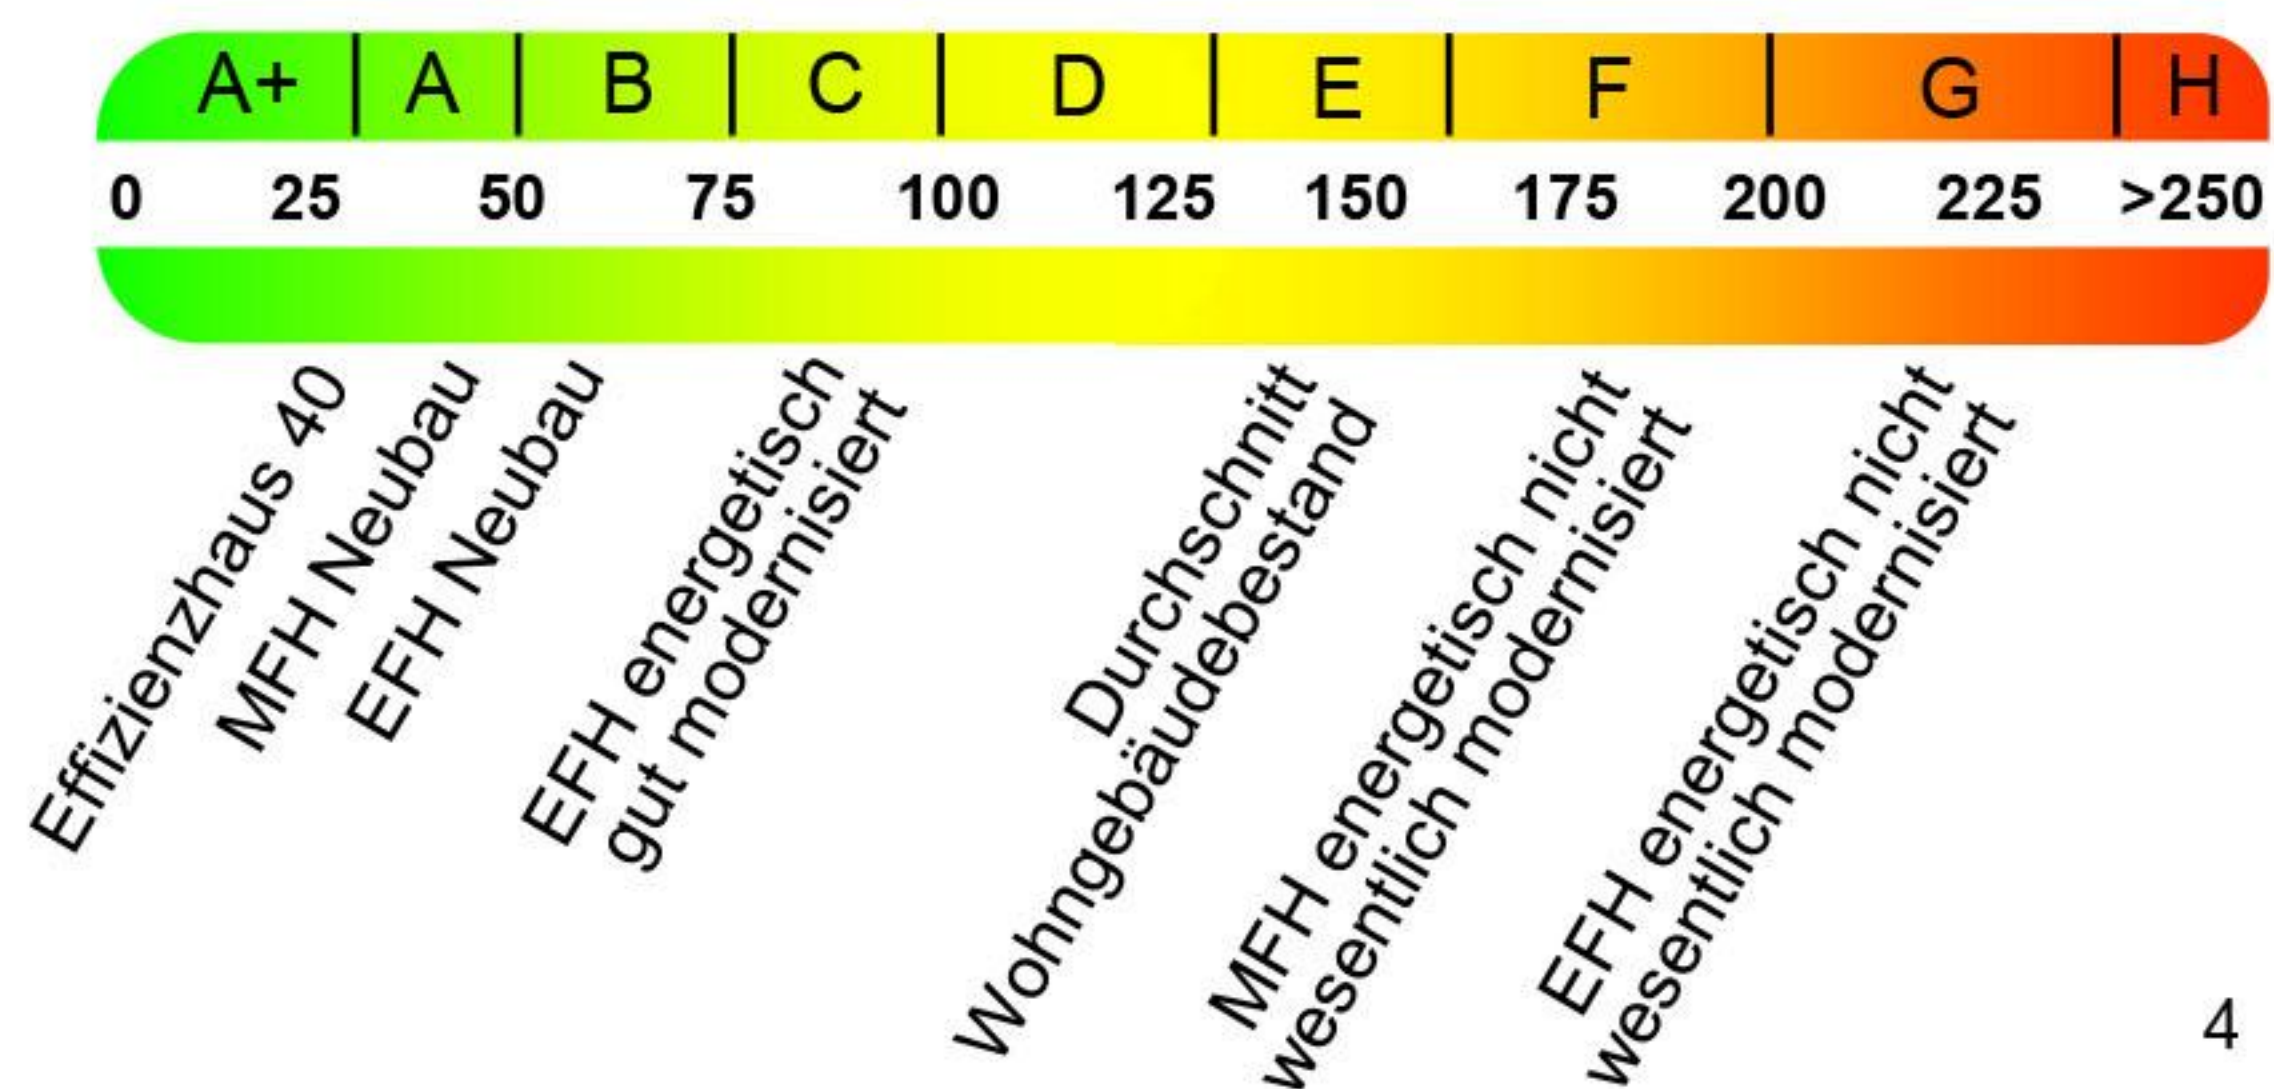 A+ A B C D E F G H
0 25 50 75 100 125 150 175 200 225 >250
Effizienzhaus 40
MFH Neubau
EFH Neubau
EFH energetisch
gut modernisiert
Durchschnitt
Wohngebäudebestand
MFH energetisch nicht
wesentlich modernisiert
EFH energetisch nicht
wesentlich modernisiert
4